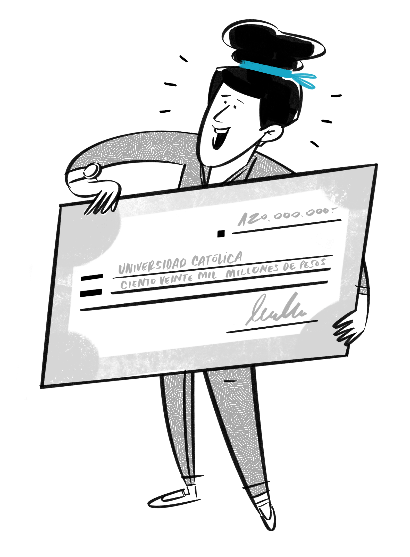 120.000.000.-
UNIVERSIDAD CATÓLICA
CIENTO VEINTE MIL MILLONES DE PESOS